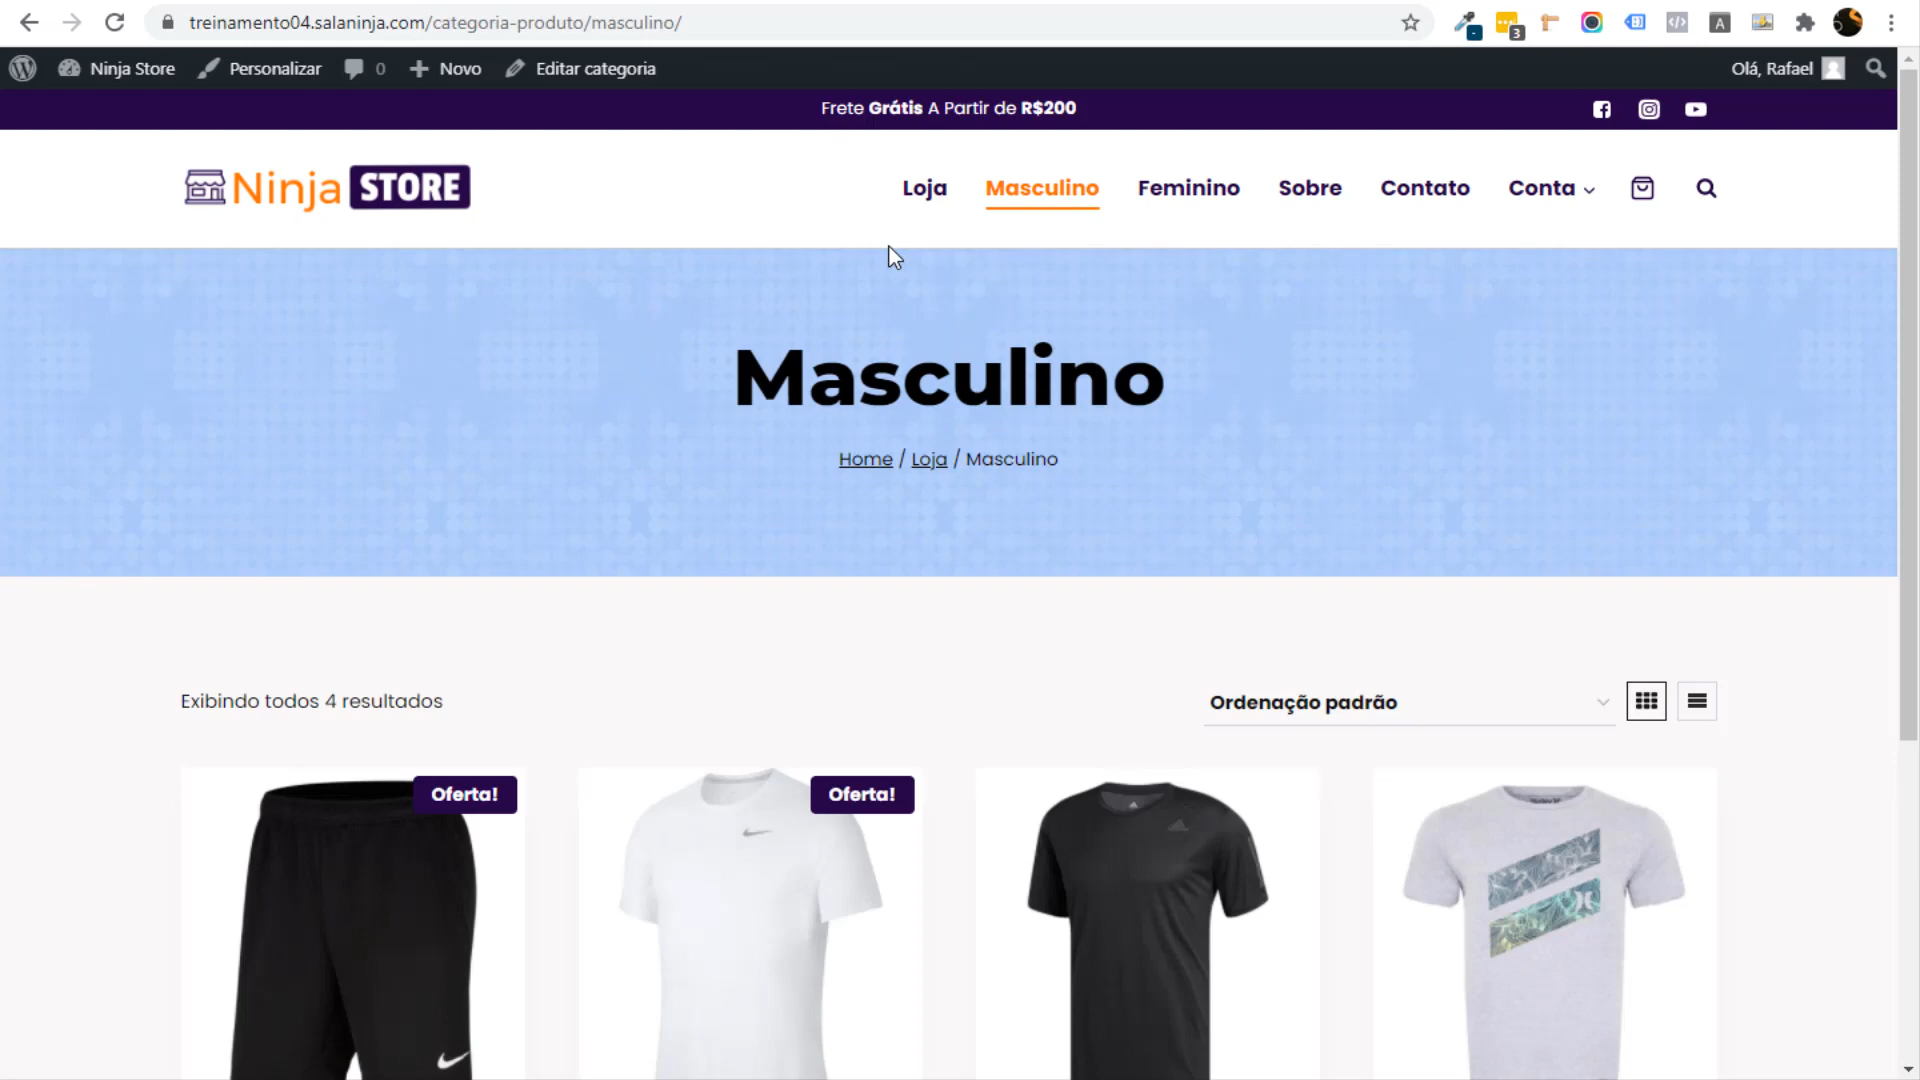 treinamento04.salaninja.com/categoria-produto/masculino/
3
A
Ninja Store
Personalizar
0
Novo
Editar categoria
Olá, Rafael
Frete Grátis A Partir de R$200
Ninja STORE
Loja
Masculino
Feminino
Sobre
Contato
Conta
Masculino
Home / Loja / Masculino
Exibindo todos 4 resultados
Ordenação padrão
Oferta!
Oferta!